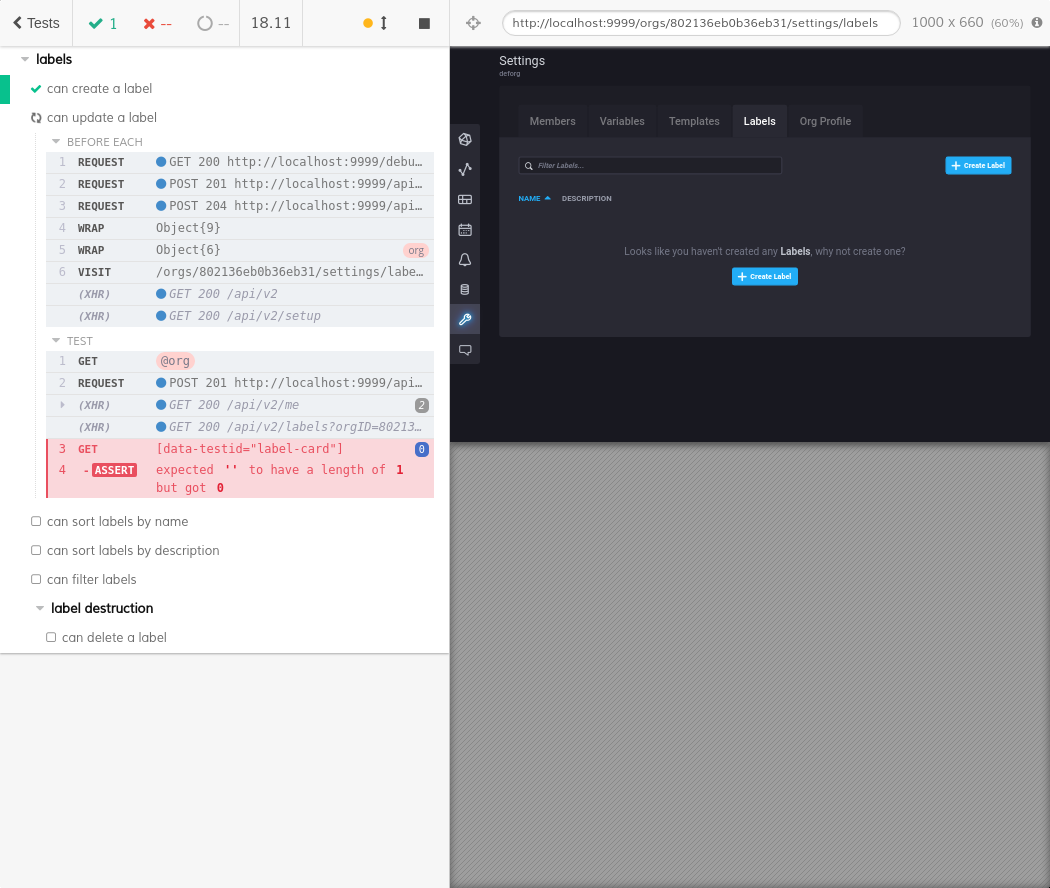 Tests
1
--
--
18.11
http://localhost:9999/orgs/802136eb0b36eb31/settings/labels
1000 x 660 (60%)
labels
can create a label
can update a label
BEFORE EACH
1 REQUEST GET 200 http://localhost:9999/debu…
2 REQUEST POST 201 http://localhost:9999/api…
3 REQUEST POST 204 http://localhost:9999/api…
4 WRAP Object{9}
5 WRAP Object{6} org
6 VISIT /orgs/802136eb0b36eb31/settings/labe…
(XHR) GET 200 /api/v2
(XHR) GET 200 /api/v2/setup
TEST
1 GET @org
2 REQUEST POST 201 http://localhost:9999/api…
(XHR) GET 200 /api/v2/me 2
(XHR) GET 200 /api/v2/labels?orgID=80213…
3 GET [data-testid="label-card"] 0
4 - ASSERT expected '' to have a length of 1
but got 0
can sort labels by name
can sort labels by description
can filter labels
label destruction
can delete a label
Settings
deforg
Members Variables Templates Labels Org Profile
Filter Labels...
Create Label
NAME DESCRIPTION
Looks like you haven't created any Labels, why not create one?
Create Label